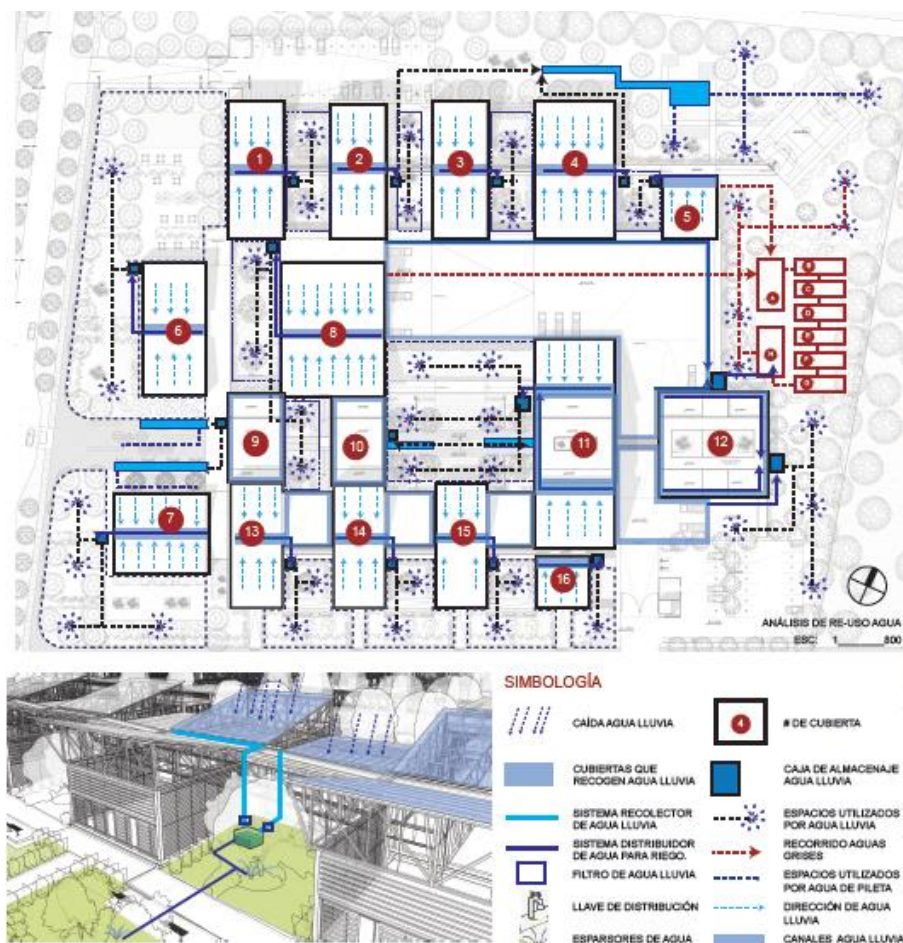 1
2
3
4
5
6
8
7
9
10
11
12
13
14
15
16
ANÁLISIS DE RE-USO AGUA
ESC: 1 800
SIMBOLOGÍA
CAÍDA AGUA LLUVIA
4
# DE CUBIERTA
CUBIERTAS QUE
RECOGEN AGUA LLUVIA
CAJA DE ALMACENAJE
AGUA LLUVIA
SISTEMA RECOLECTOR
DE AGUA LLUVIA
ESPACIOS UTILIZADOS
POR AGUA LLUVIA
SISTEMA DISTRIBUIDOR
DE AGUA PARA RIEGO.
RECORRIDO AGUAS
GRISES
FILTRO DE AGUA LLUVIA
ESPACIOS UTILIZADOS
POR AGUA DE PILETA
LLAVE DE DISTRIBUCIÓN
DIRECCIÓN DE AGUA
LLUVIA
ESPARSORES DE AGUA
CANALES AGUA LLUVIA